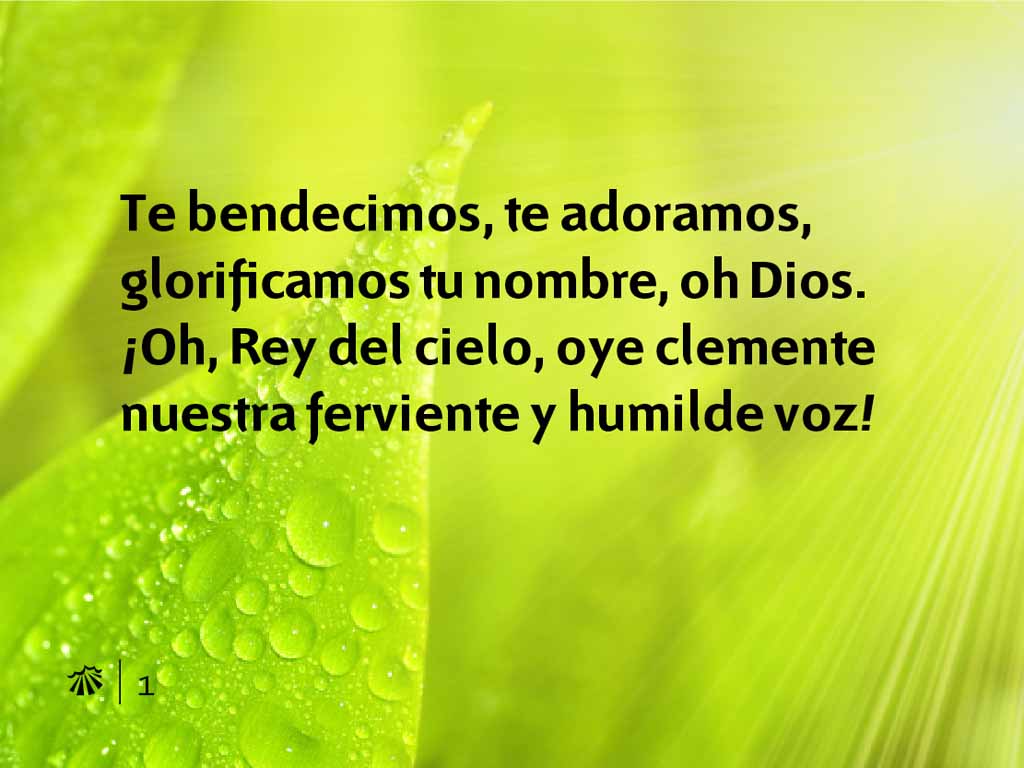 Te bendecimos, te adoramos,
glorificamos tu nombre, oh Dios.
¡Oh, Rey del cielo, oye clemente
nuestra ferviente y humilde voz!
1